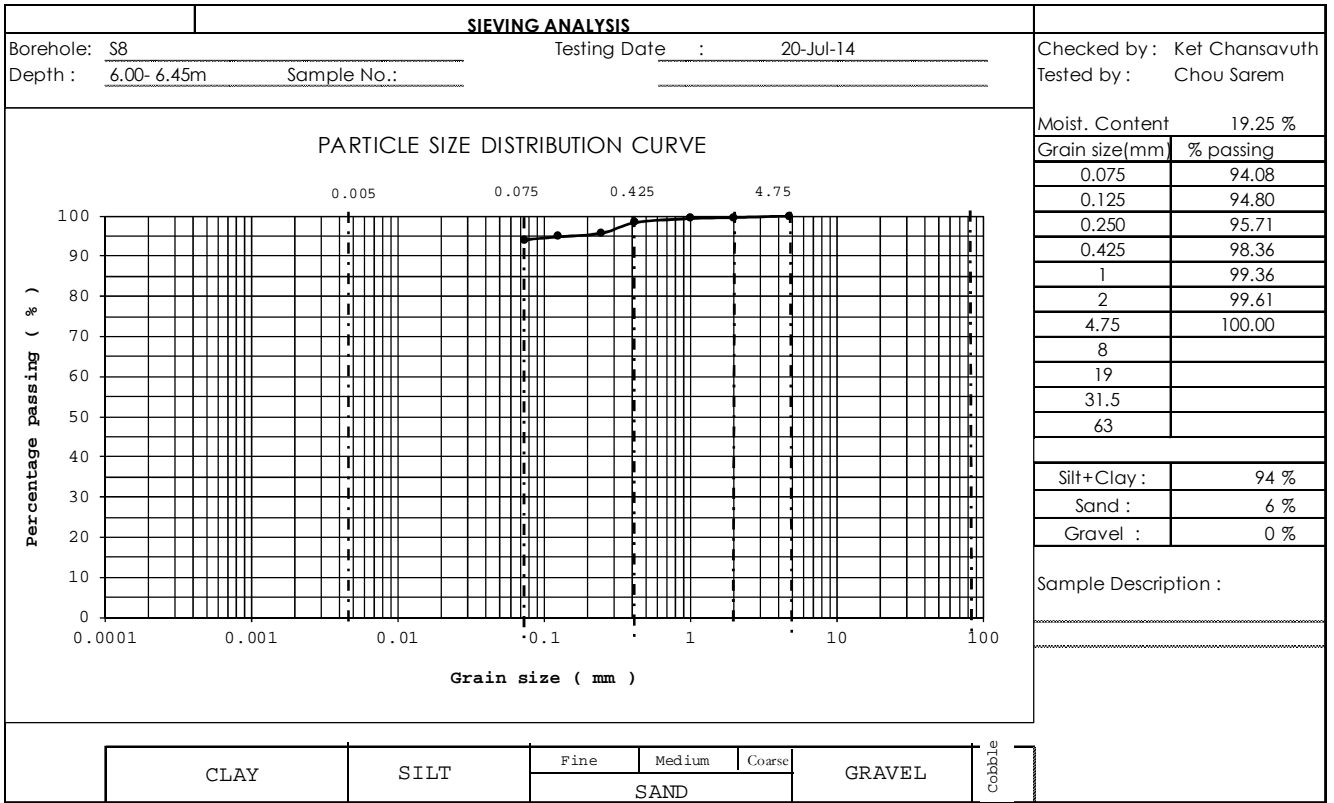 SIEVING ANALYSIS
Borehole: S8 Testing Date : 20-Jul-14 Checked by : Ket Chansavuth
Depth : 6.00- 6.45m Sample No.: Tested by : Chou Sarem
Moist. Content 19.25 %
PARTICLE SIZE DISTRIBUTION CURVE
Grain size(mm) % passing
0.075 94.08
0.125 94.80
0.250 95.71
0.425 98.36
1 99.36
2 99.61
4.75 100.00
8
19
31.5
63
Silt+Clay : 94 %
Sand : 6 %
Gravel : 0 %
Sample Description :
0.005 0.075 0.425 4.75
100
90
80
70
60
50
40
30
20
10
0
Percentage passing ( % )
0.0001 0.001 0.01 0.1 1 10 100
Grain size ( mm )
CLAY SILT Fine Medium Coarse GRAVEL Cobble
SAND